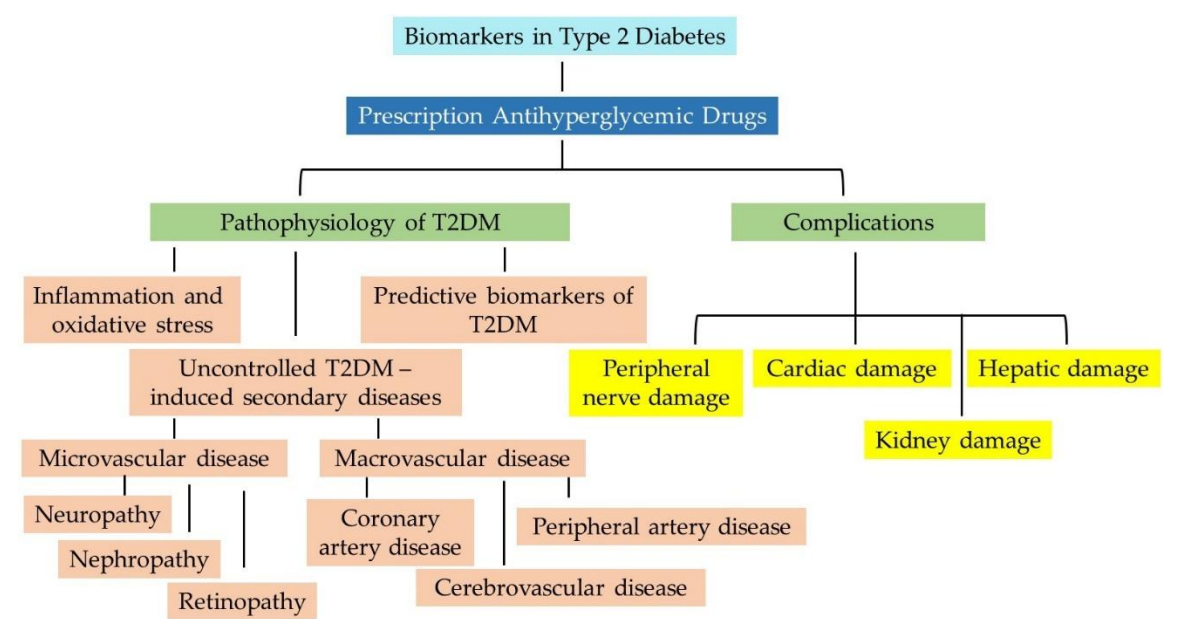 Biomarkers in Type 2 Diabetes
Prescription Antihyperglycemic Drugs
Pathophysiology of T2DM
Complications
Inflammation and
oxidative stress
Predictive biomarkers of
T2DM
Uncontrolled T2DM –
induced secondary diseases
Peripheral
nerve damage
Cardiac damage
Hepatic damage
Kidney damage
Microvascular disease
Macrovascular disease
Neuropathy
Nephropathy
Retinopathy
Coronary
artery disease
Peripheral artery disease
Cerebrovascular disease